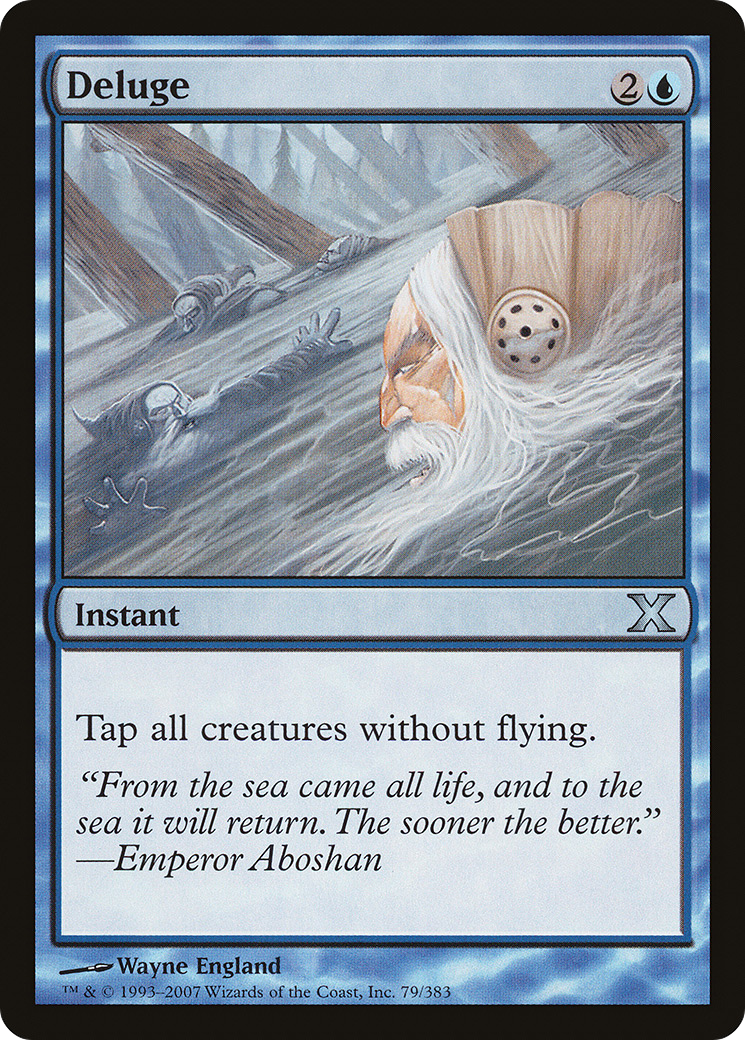 Deluge 2
Instant X
Tap all creatures without flying.
“From the sea came all life, and to the
sea it will return. The sooner the better.”
—Emperor Aboshan
Wayne England
™ & © 1993–2007 Wizards of the Coast, Inc. 79/383